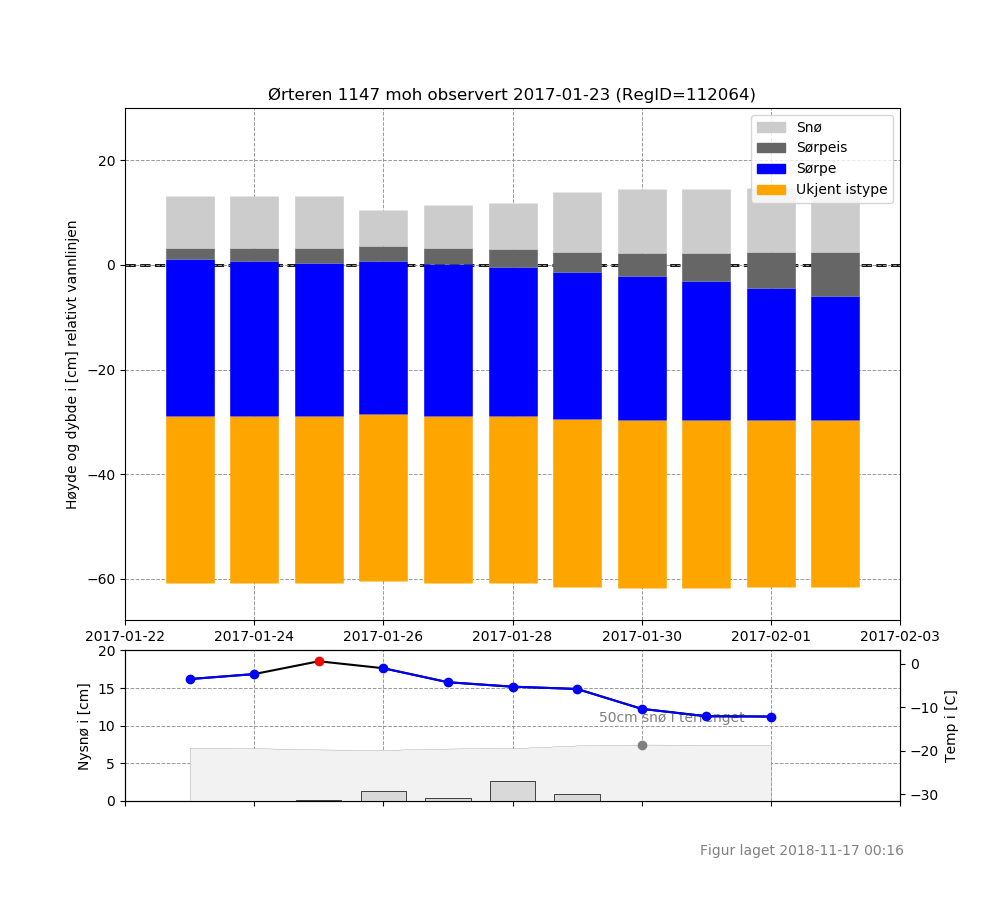 Ørteren 1147 moh observert 2017-01-23 (RegID=112064)
Snø
Sørpeis
Sørpe
Ukjent istype
Høyde og dybde i [cm] relativt vannlinjen
20
0
−20
−40
−60
2017-01-22 2017-01-24 2017-01-26 2017-01-28 2017-01-30 2017-02-01 2017-02-03
Nysnø i [cm]
20
15
10
5
0
50cm snø i terrenget
Temp i [C]
0
−10
−20
−30
Figur laget 2018-11-17 00:16